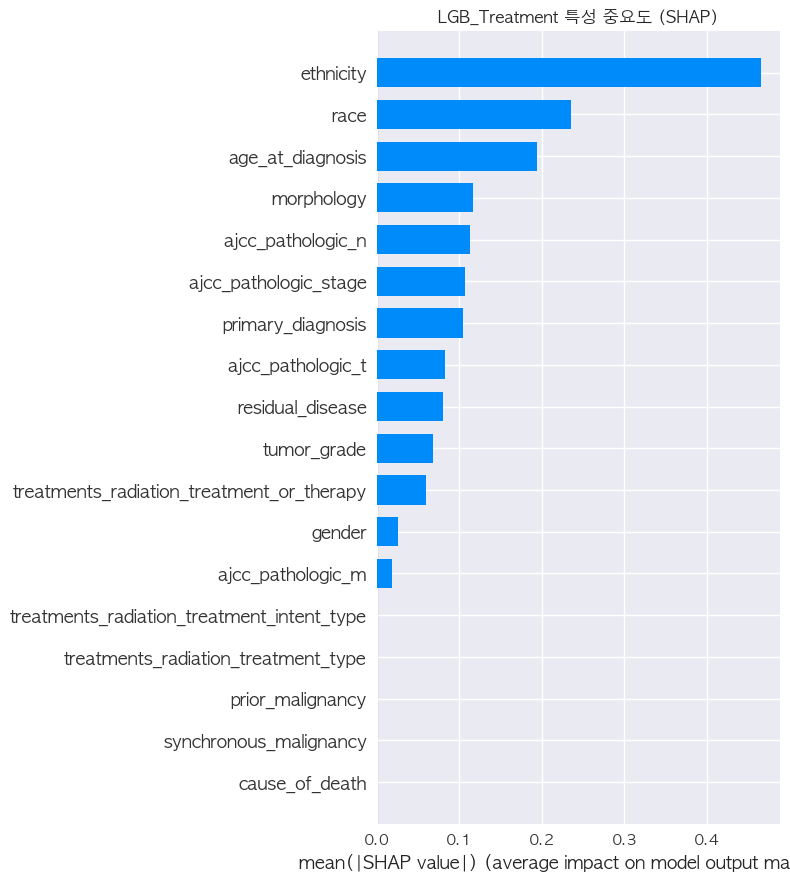 LGB_Treatment 특성 중요도 (SHAP)
ethnicity
race
age_at_diagnosis
morphology
ajcc_pathologic_n
ajcc_pathologic_stage
primary_diagnosis
ajcc_pathologic_t
residual_disease
tumor_grade
treatments_radiation_treatment_or_therapy
gender
ajcc_pathologic_m
treatments_radiation_treatment_intent_type
treatments_radiation_treatment_type
prior_malignancy
synchronous_malignancy
cause_of_death
0.0 0.1 0.2 0.3 0.4
mean(|SHAP value|) (average impact on model output ma